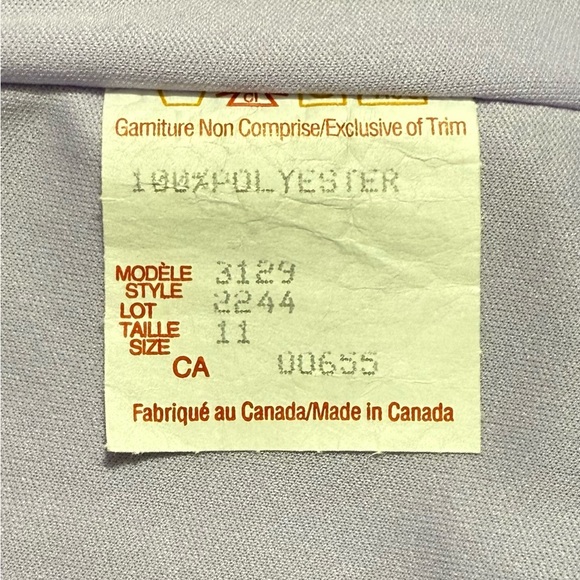 Garniture Non Comprise/Exclusive of Trim
100%POLYESTER
MODÈLE
STYLE 3129
LOT 2244
TAILLE
SIZE 11
CA 00655
Fabriqué au Canada/Made in Canada